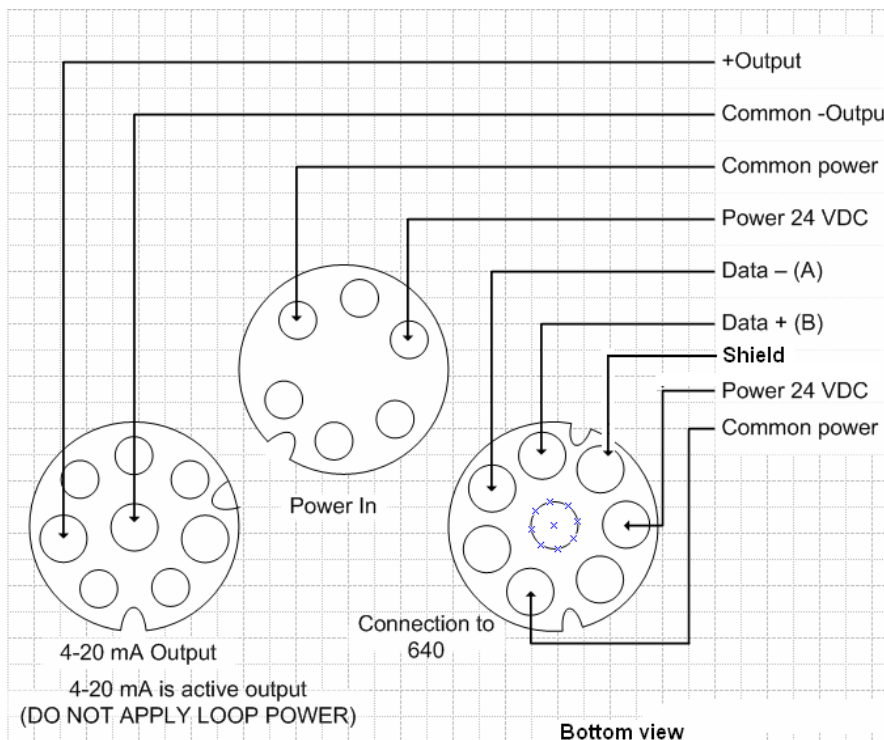 +Output
Common -Outpu
Common power
Power 24 VDC
Data – (A)
Data + (B)
Shield
Power 24 VDC
Common power
Power In
Connection to
640
4-20 mA Output
4-20 mA is active output
(DO NOT APPLY LOOP POWER)
Bottom view